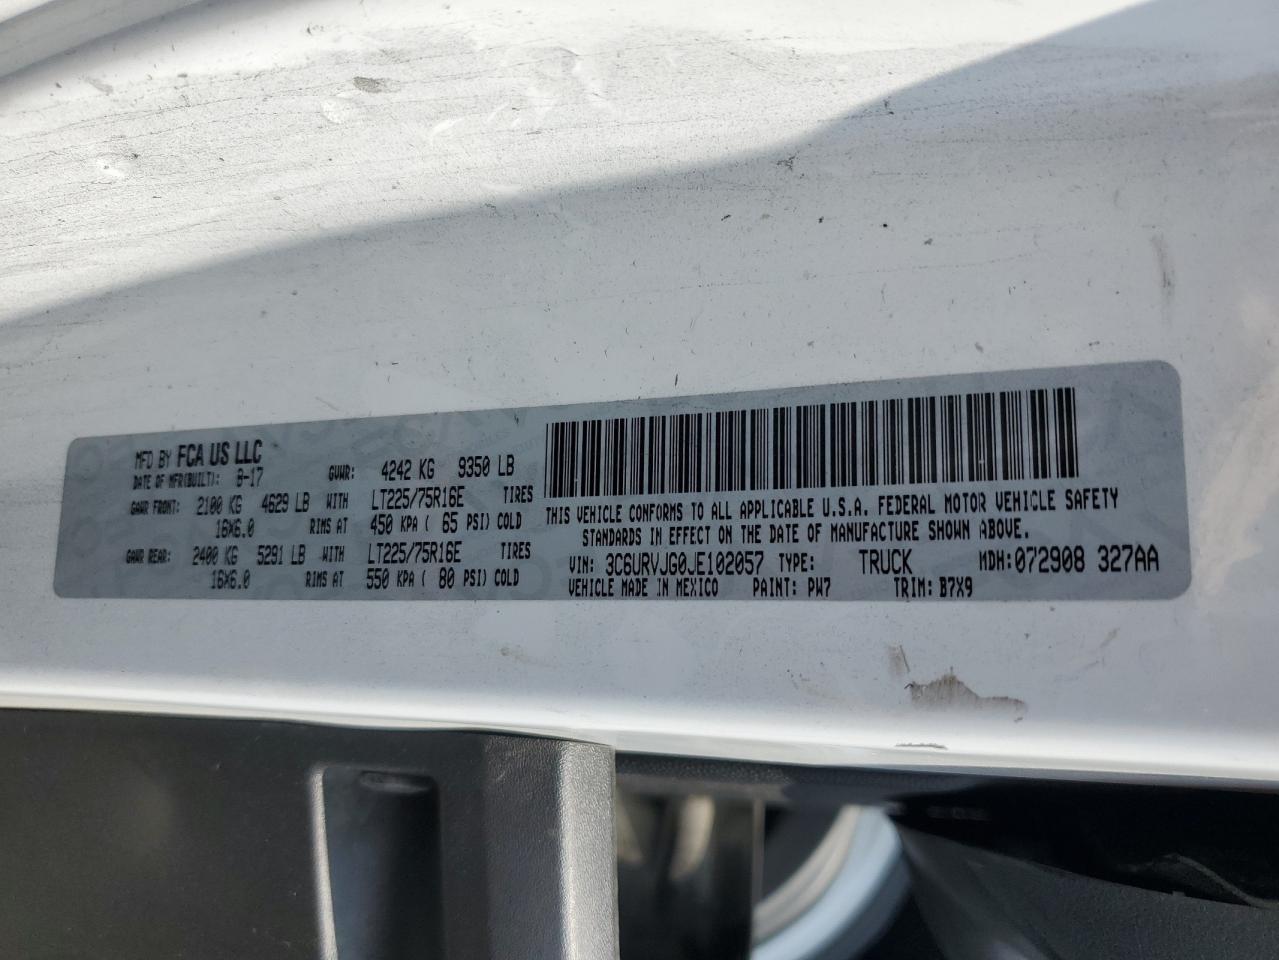 MFD BY FCA US LLC
DATE OF MFR(BUILT): 8-17 GVWR: 4242 KG 9350 LB
GAWR FRONT: 2100 KG 4629 LB WITH LT225/75R16E TIRES
16X6.0 RIMS AT 450 KPA ( 65 PSI) COLD
GAWR REAR: 2400 KG 5291 LB WITH LT225/75R16E TIRES
16X6.0 RIMS AT 550 KPA ( 80 PSI) COLD
THIS VEHICLE CONFORMS TO ALL APPLICABLE U.S.A. FEDERAL MOTOR VEHICLE SAFETY
STANDARDS IN EFFECT ON THE DATE OF MANUFACTURE SHOWN ABOVE.
VIN: 3C6URVJG0JE102057 TYPE: TRUCK MDH:072908 327AA
VEHICLE MADE IN MEXICO PAINT: PW7 TRIM: B7X9